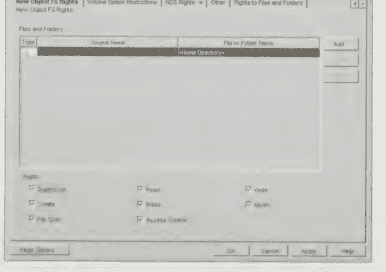 New Object FS Rights | Volume Space Restrictions | NDS Rights | Other | Rights to Files and Folders
New Object FS Rights
Files and Folders
Type Volume Name File or Folder Name Add
<Home Directory>
Rights
Supervisor Read Write
Create Erase Modify
File Scan Access Control
Page Options OK Cancel Apply Help